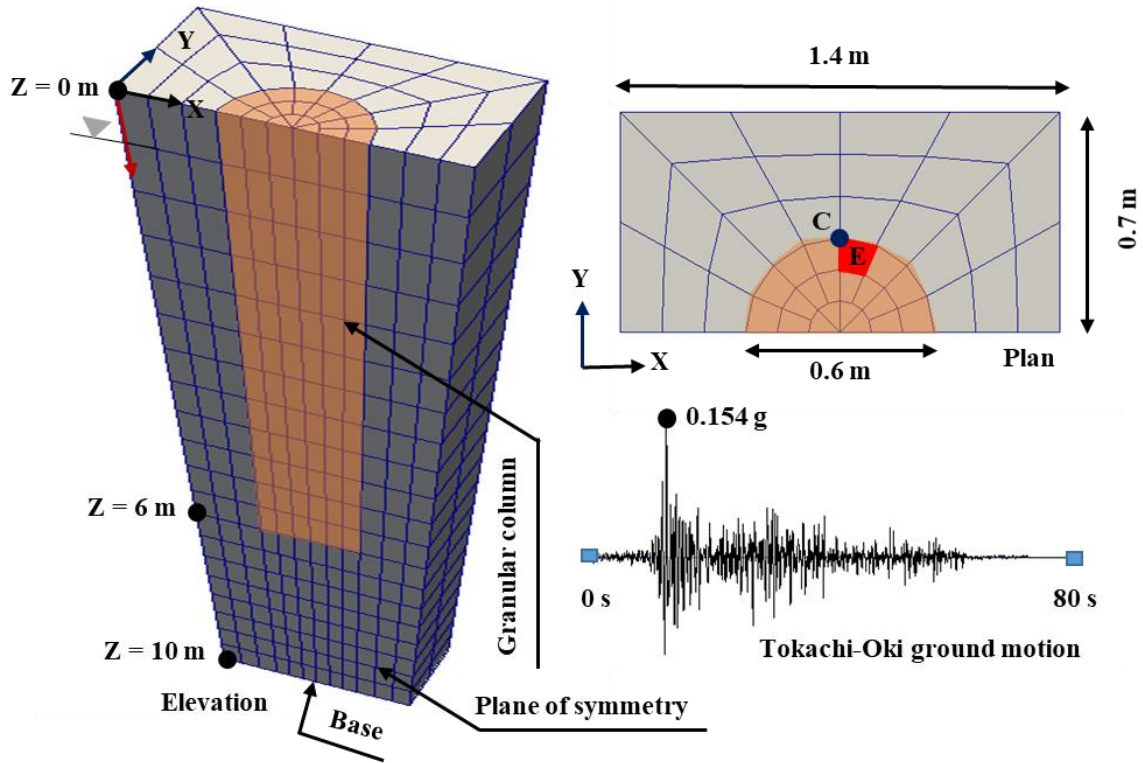 Y
Z = 0 m
X
Z = 6 m
Z = 10 m
Elevation
Base
Granular column
Plane of symmetry
1.4 m
0.7 m
C
E
Y
X
0.6 m
Plan
0.154 g
0 s
80 s
Tokachi-Oki ground motion